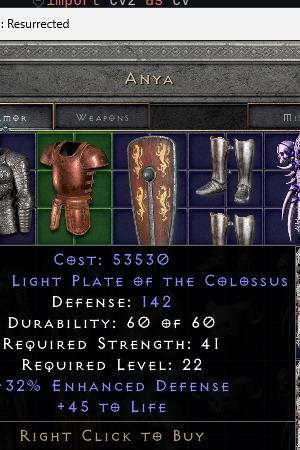 import cv2 as cv
: Resurrected
Anya
Weapons
Cost: 53530
Light Plate of the Colossus
Defense: 142
Durability: 60 of 60
Required Strength: 41
Required Level: 22
+32% Enhanced Defense
+45 to Life
Right Click to Buy